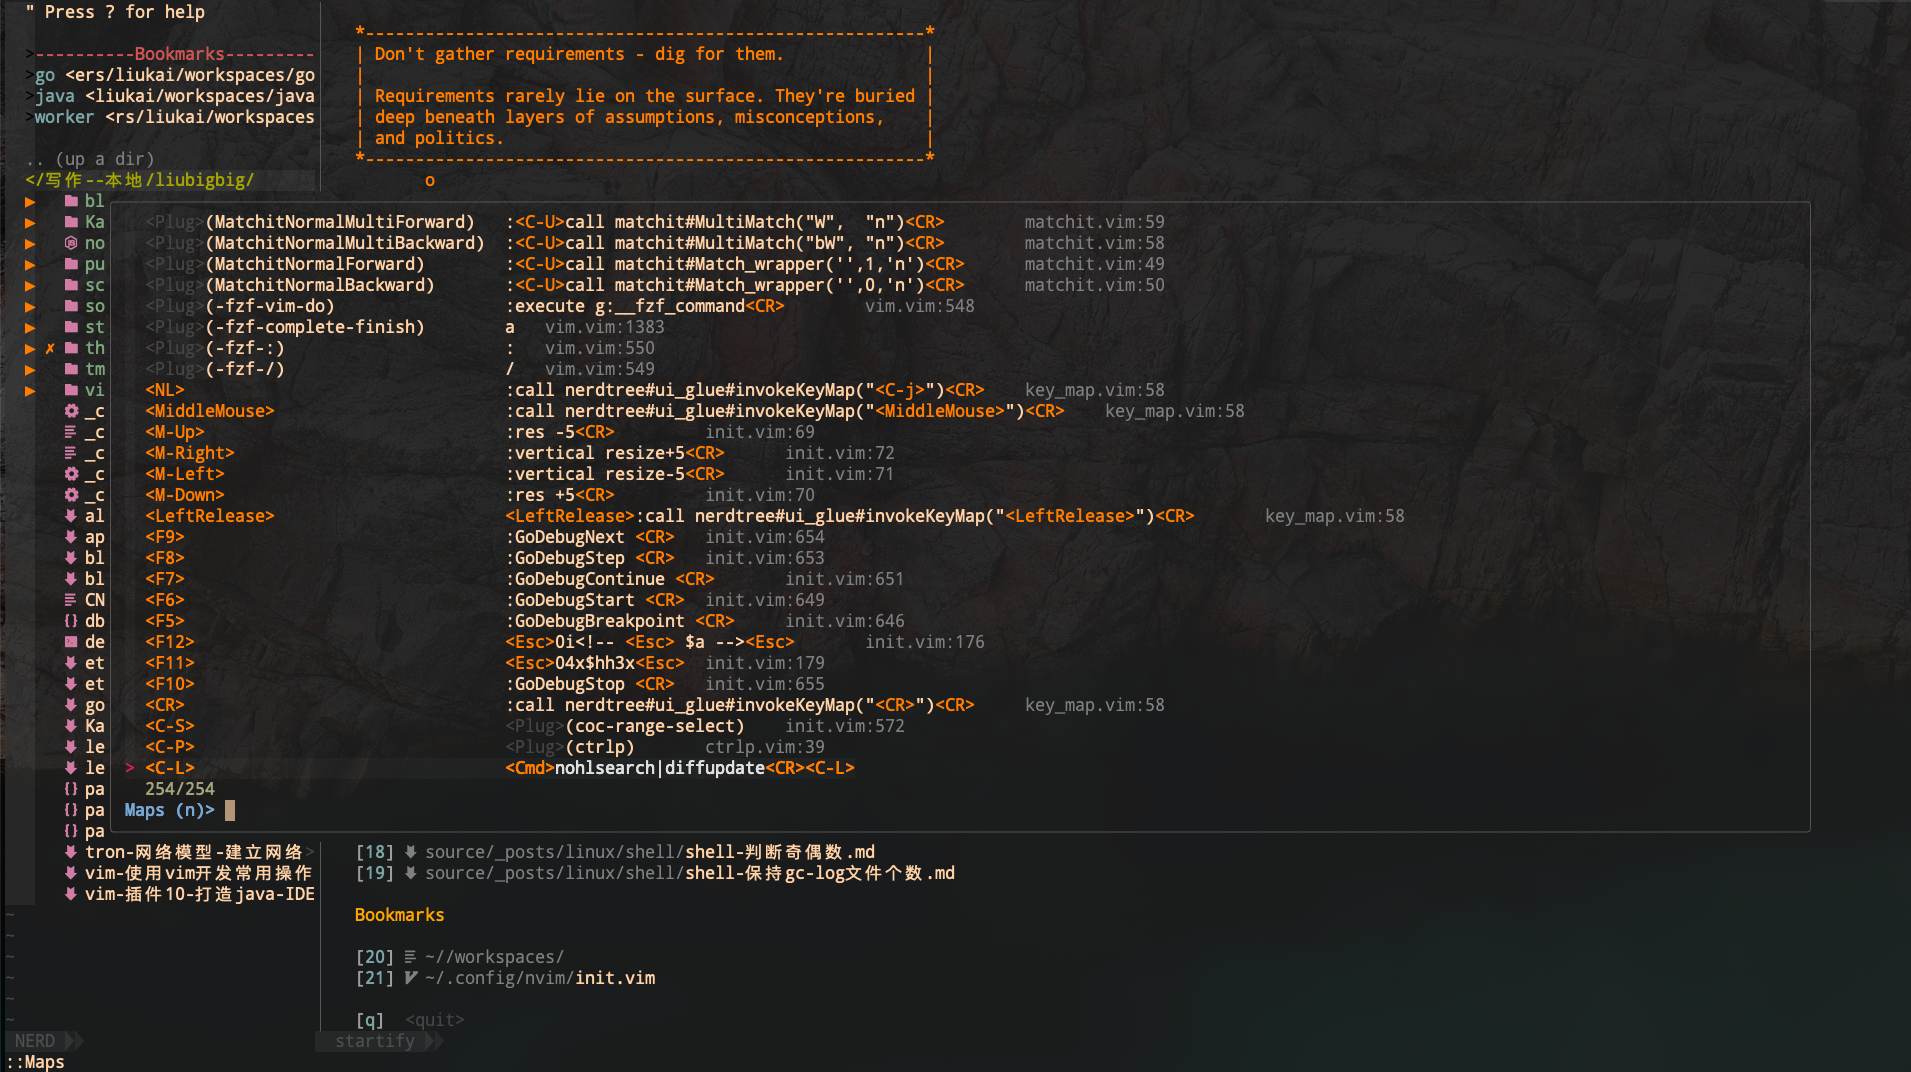 " Press ? for help
*--------------------------------------------------------*
>----------Bookmarks---------
| Don't gather requirements - dig for them. |
>go <ers/liukai/workspaces/go
| |
>java <liukai/workspaces/java
| Requirements rarely lie on the surface. They're buried |
>worker <rs/liukai/workspaces
| deep beneath layers of assumptions, misconceptions, |
| and politics. |
.. (up a dir)
*--------------------------------------------------------*
</写作--本地/liubigbig/
o
▶ bl
▶ Ka <Plug>(MatchitNormalMultiForward) :<C-U>call matchit#MultiMatch("W", "n")<CR> matchit.vim:59
▶ no <Plug>(MatchitNormalMultiBackward) :<C-U>call matchit#MultiMatch("bW", "n")<CR> matchit.vim:58
▶ pu <Plug>(MatchitNormalForward) :<C-U>call matchit#Match_wrapper('',1,'n')<CR> matchit.vim:49
▶ sc <Plug>(MatchitNormalBackward) :<C-U>call matchit#Match_wrapper('',0,'n')<CR> matchit.vim:50
▶ so <Plug>(-fzf-vim-do) :execute g:__fzf_command<CR> vim.vim:548
▶ st <Plug>(-fzf-complete-finish) a vim.vim:1383
▶ ✗ th <Plug>(-fzf-:) : vim.vim:550
▶ tm <Plug>(-fzf-/) / vim.vim:549
▶ vi <NL> :call nerdtree#ui_glue#invokeKeyMap("<C-j>")<CR> key_map.vim:58
_c <MiddleMouse> :call nerdtree#ui_glue#invokeKeyMap("<MiddleMouse>")<CR> key_map.vim:58
_c <M-Up> :res -5<CR> init.vim:69
_c <M-Right> :vertical resize+5<CR> init.vim:72
_c <M-Left> :vertical resize-5<CR> init.vim:71
_c <M-Down> :res +5<CR> init.vim:70
al <LeftRelease> <LeftRelease>:call nerdtree#ui_glue#invokeKeyMap("<LeftRelease>")<CR> key_map.vim:58
ap <F9> :GoDebugNext <CR> init.vim:654
bl <F8> :GoDebugStep <CR> init.vim:653
bl <F7> :GoDebugContinue <CR> init.vim:651
CN <F6> :GoDebugStart <CR> init.vim:649
{} db <F5> :GoDebugBreakpoint <CR> init.vim:646
de <F12> <Esc>0i<!-- <Esc> $a --><Esc> init.vim:176
et <F11> <Esc>04x$hh3x<Esc> init.vim:179
et <F10> :GoDebugStop <CR> init.vim:655
go <CR> :call nerdtree#ui_glue#invokeKeyMap("<CR>")<CR> key_map.vim:58
Ka <C-S> <Plug>(coc-range-select) init.vim:572
le <C-P> <Plug>(ctrlp) ctrlp.vim:39
le > <C-L> <Cmd>nohlsearch|diffupdate<CR><C-L>
{} pa 254/254
{} pa Maps (n)>
{} pa
tron-网络模型-建立网络> [18] source/_posts/linux/shell/shell-判断奇偶数.md
vim-使用vim开发常用操作 [19] source/_posts/linux/shell/shell-保持gc-log文件个数.md
vim-插件10-打造java-IDE
~
Bookmarks
~
~
[20] ~//workspaces/
~
[21] ~/.config/nvim/init.vim
~
~
[q] <quit>
NERD startify
::Maps